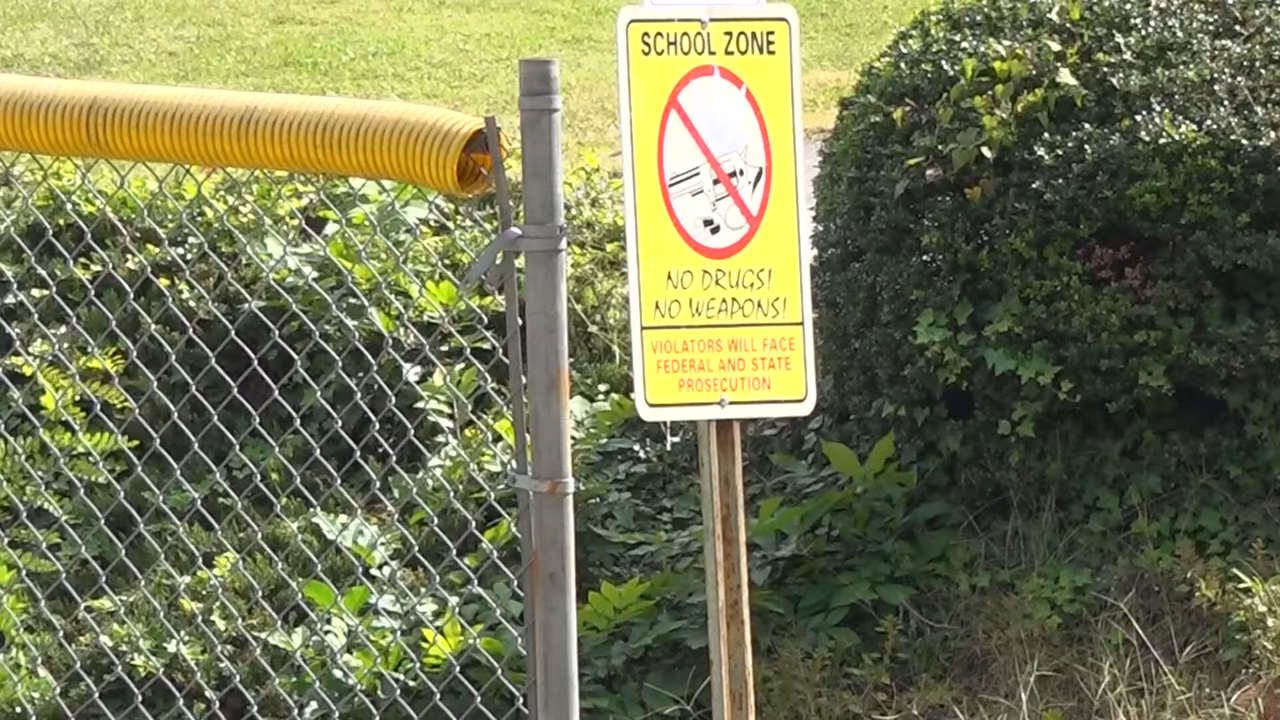 SCHOOL ZONE
NO DRUGS!
NO WEAPONS!
VIOLATORS WILL FACE
FEDERAL AND STATE
PROSECUTION